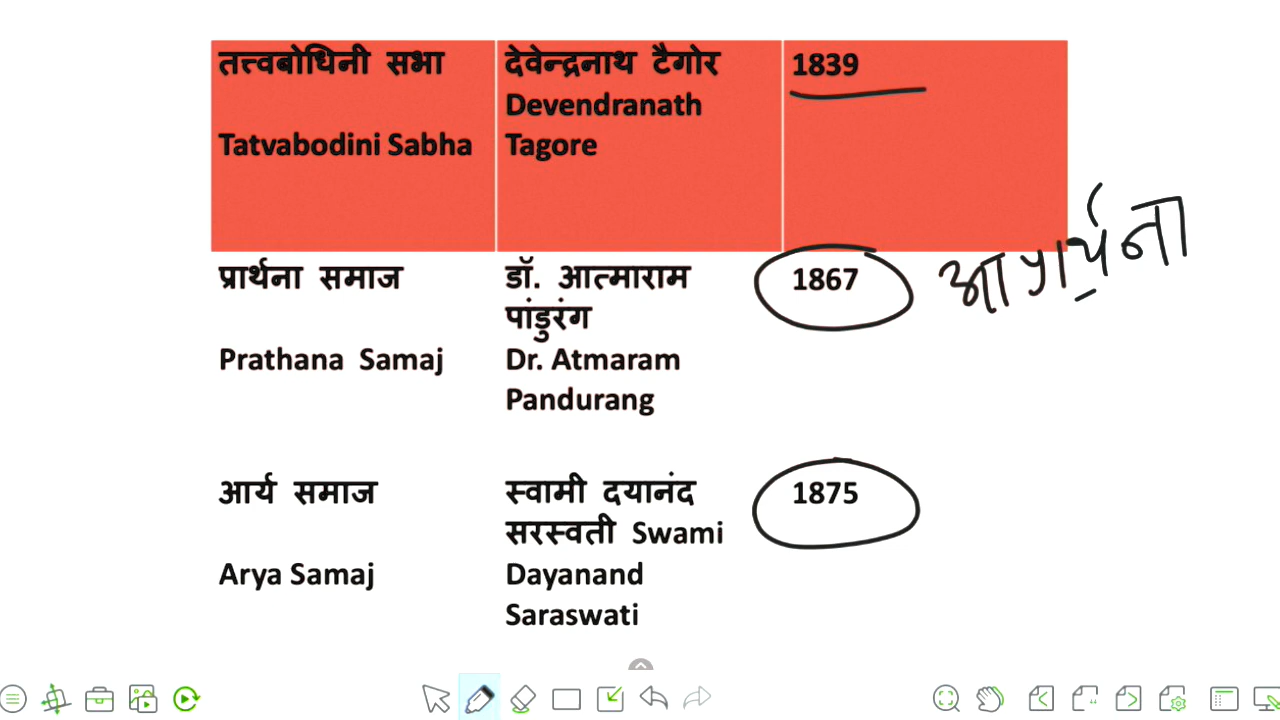 तत्त्वबोधिनी सभा
Tatvabodini Sabha
देवेन्द्रनाथ टैगोर
Devendranath
Tagore
1839
प्रार्थना समाज
Prathana Samaj
डॉ. आत्माराम
पांडुरंग
Dr. Atmaram
Pandurang
1867
आ प्रार्थना
आर्य समाज
Arya Samaj
स्वामी दयानंद
सरस्वती Swami
Dayanand
Saraswati
1875